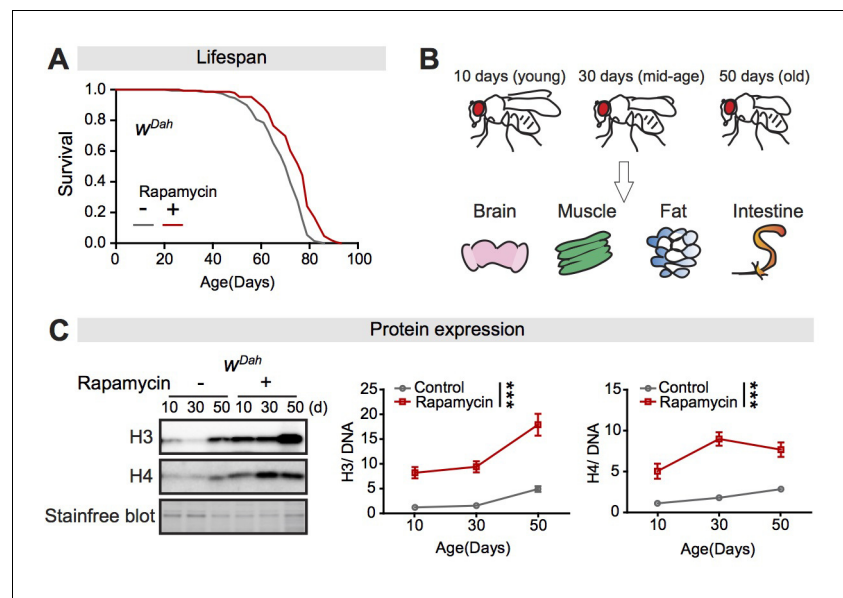 A
Lifespan
Survival
1.0
0.8
0.6
0.4
0.2
0.0
w^Dah
Rapamycin
- +
0 20 40 60 80 100
Age(Days)
B
10 days (young) 30 days (mid-age) 50 days (old)
Brain Muscle Fat Intestine
C
Protein expression
w^Dah
Rapamycin - +
10 30 50 10 30 50 (d)
H3
H4
Stainfree blot
H3/ DNA
25
20
15
10
5
0
Control
Rapamycin
***
10 30 50
Age(Days)
H4/ DNA
15
10
5
0
Control
Rapamycin
***
10 30 50
Age(Days)